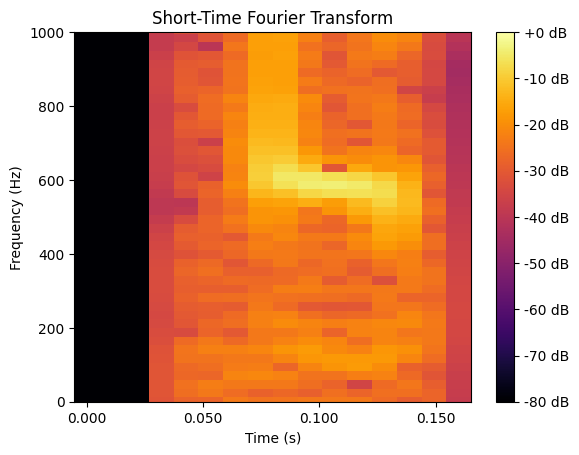 Short-Time Fourier Transform
1000
800
600
400
200
0
Frequency (Hz)
0.000
0.050
0.100
0.150
Time (s)
+0 dB
-10 dB
-20 dB
-30 dB
-40 dB
-50 dB
-60 dB
-70 dB
-80 dB